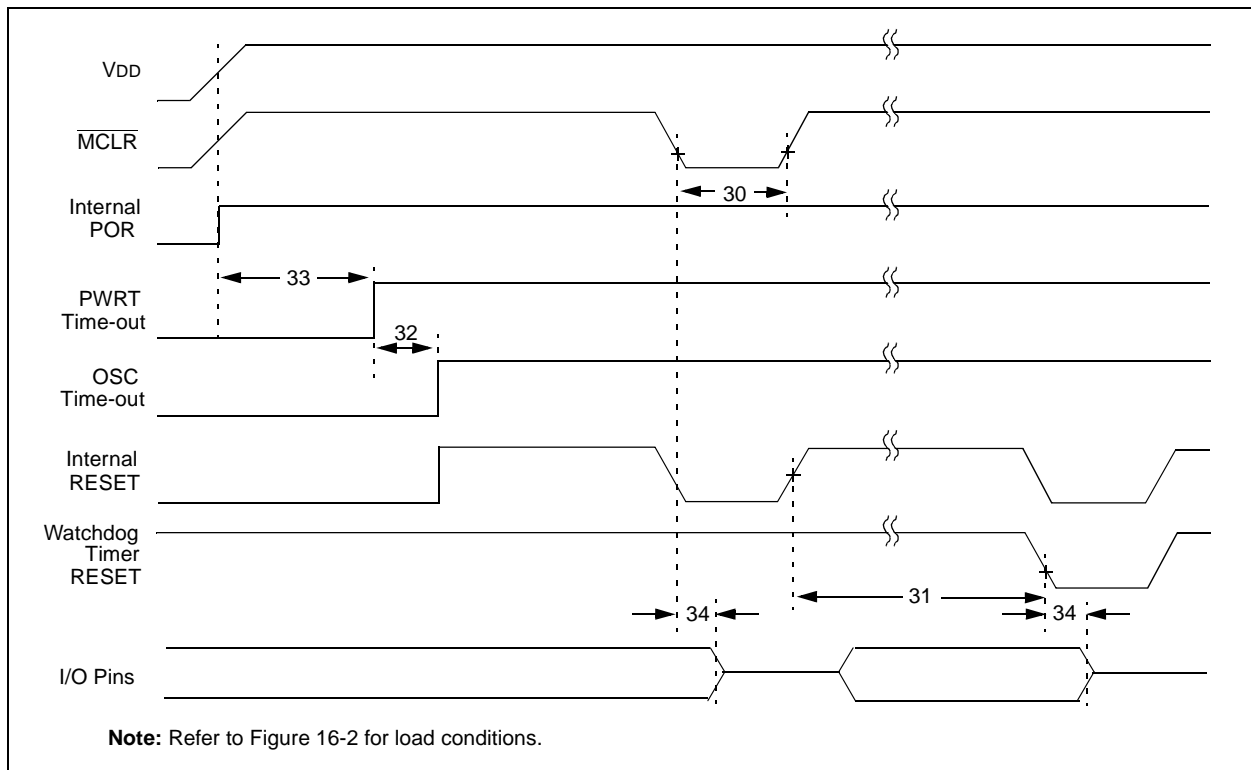 VDD
MCLR
30
Internal
POR
33
PWRT
Time-out
32
OSC
Time-out
Internal
RESET
Watchdog
Timer
RESET
31
34
34
I/O Pins
Note: Refer to Figure 16-2 for load conditions.